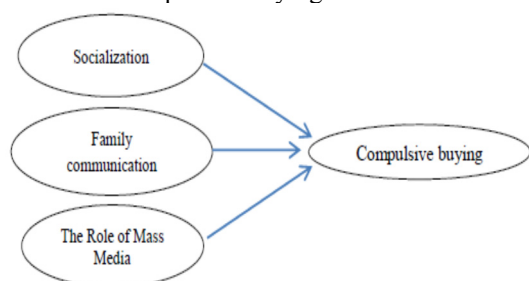 Socialization
Family
communication
Compulsive buying
The Role of Mass
Media